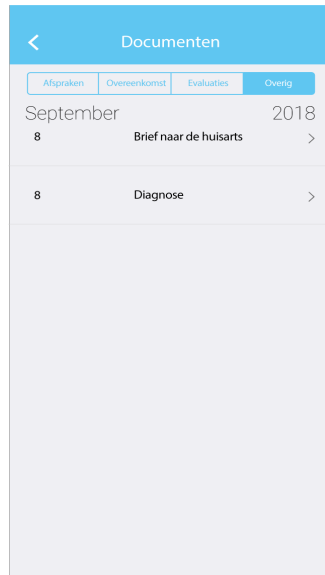 Documenten
Afspraken Overeenkomst Evaluaties Overig
September 2018
8 Brief naar de huisarts
8 Diagnose